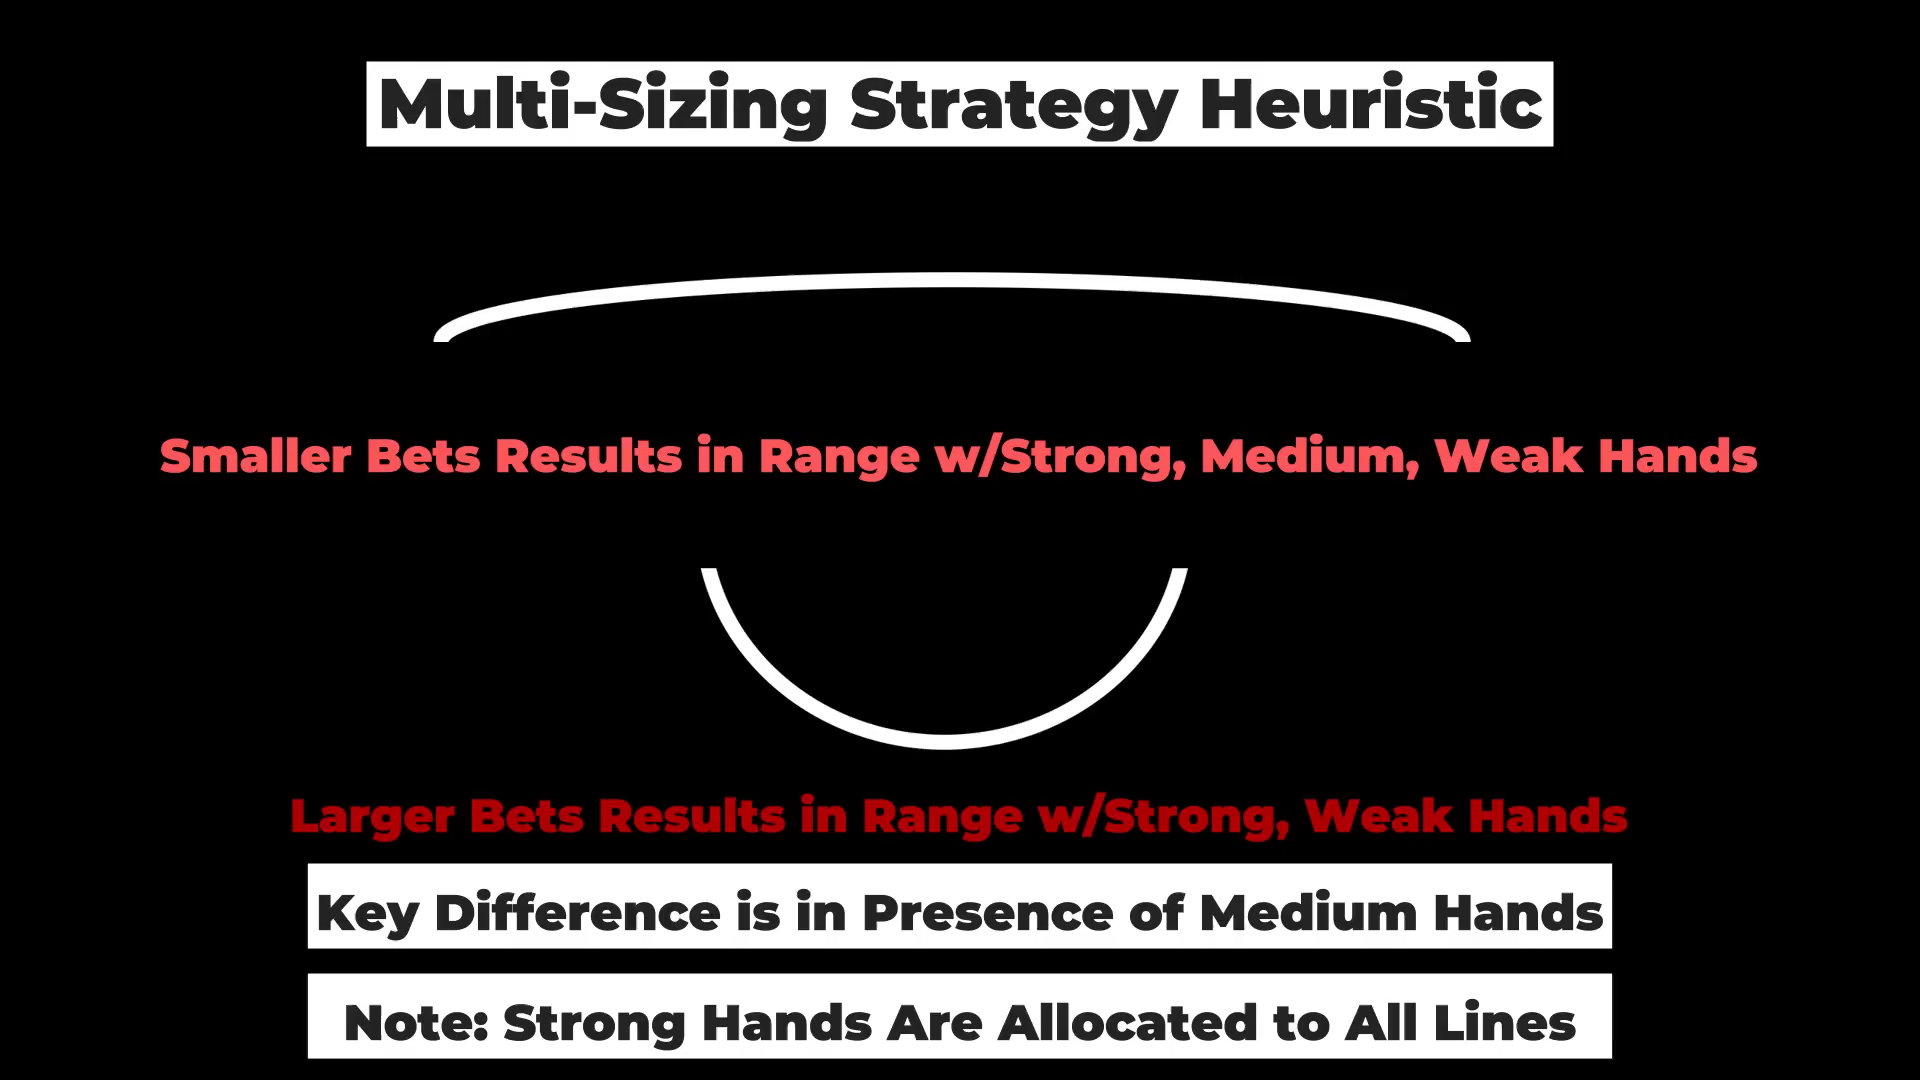 Multi-Sizing Strategy Heuristic
Smaller Bets Results in Range w/Strong, Medium, Weak Hands
Larger Bets Results in Range w/Strong, Weak Hands
Key Difference is in Presence of Medium Hands
Note: Strong Hands Are Allocated to All Lines